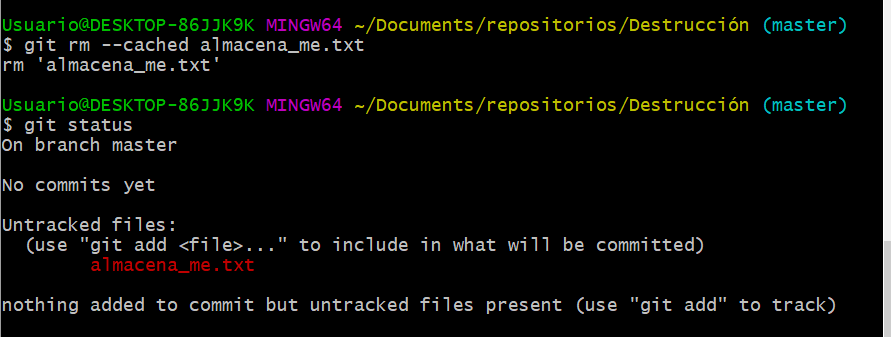 Usuario@DESKTOP-86JJK9K MINGW64 ~/Documents/repositorios/Destrucción (master)
$ git rm --cached almacena_me.txt
rm 'almacena_me.txt'
Usuario@DESKTOP-86JJK9K MINGW64 ~/Documents/repositorios/Destrucción (master)
$ git status
On branch master
No commits yet
Untracked files:
(use "git add <file>..." to include in what will be committed)
almacena_me.txt
nothing added to commit but untracked files present (use "git add" to track)